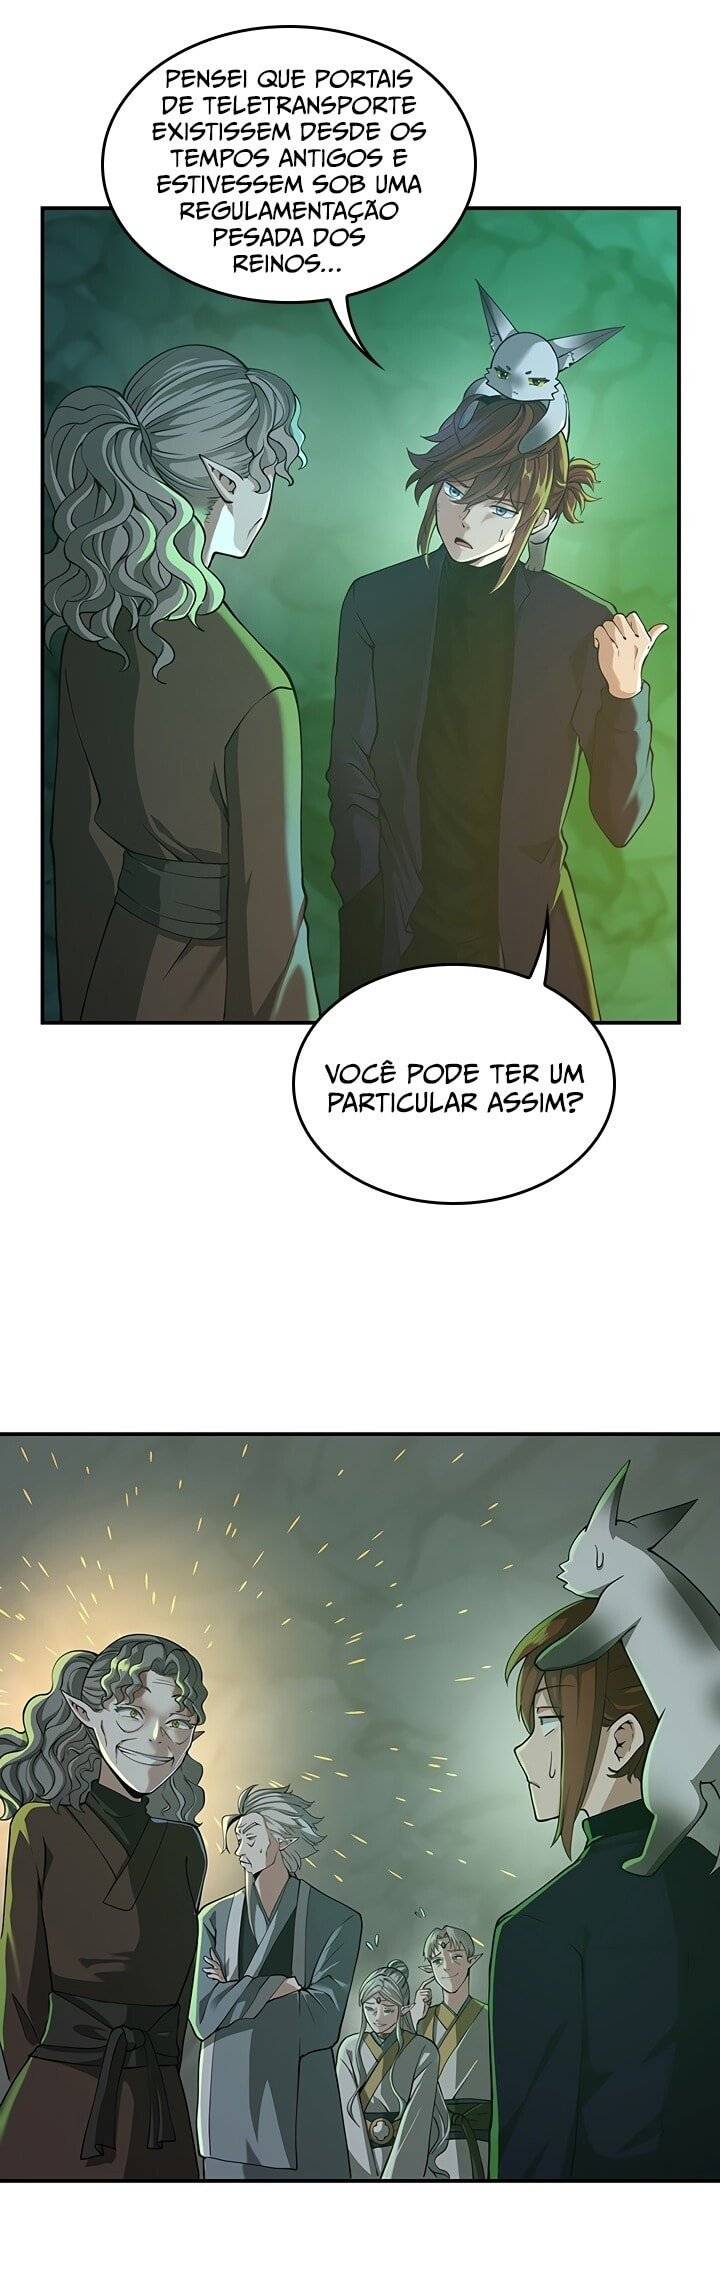 PENSEI QUE PORTAIS
DE TELETRANSPORTE
EXISTISSEM DESDE OS
TEMPOS ANTIGOS E
ESTIVESSEM SOB UMA
REGULAMENTAÇÃO
PESADA DOS
REINOS...
VOCÊ PODE TER UM
PARTICULAR ASSIM?